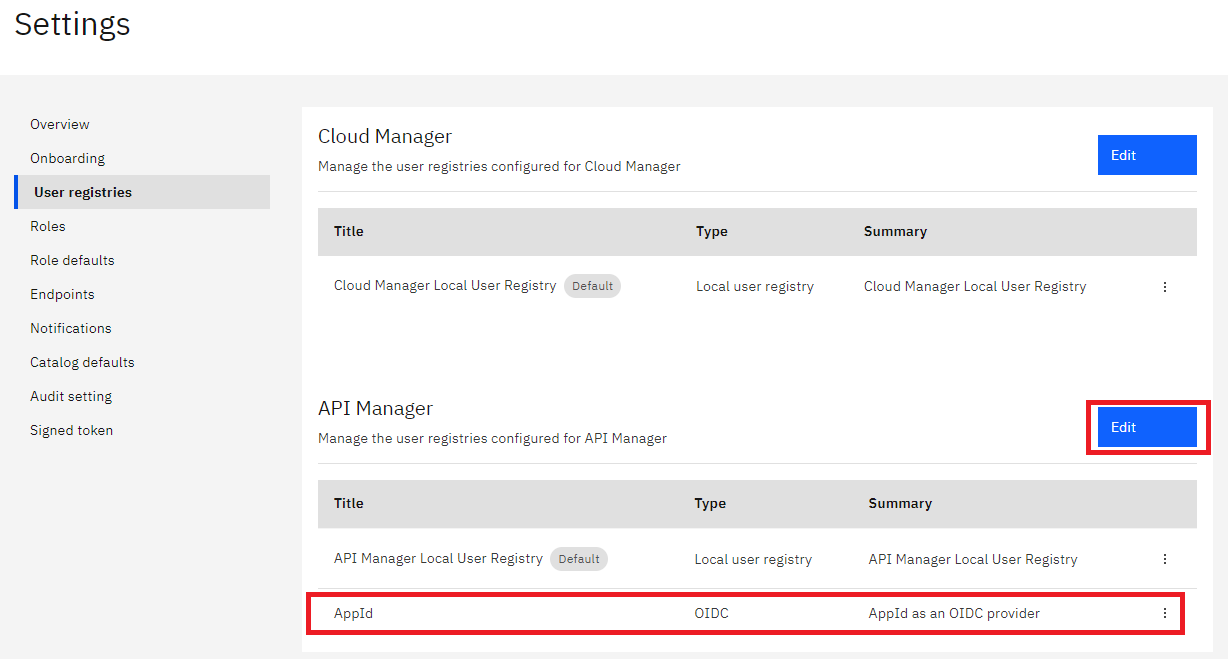 Settings
Overview
Onboarding
User registries
Roles
Role defaults
Endpoints
Notifications
Catalog defaults
Audit setting
Signed token
Cloud Manager
Manage the user registries configured for Cloud Manager
Edit
Title Type Summary
Cloud Manager Local User Registry Default Local user registry Cloud Manager Local User Registry
API Manager
Manage the user registries configured for API Manager
Edit
Title Type Summary
API Manager Local User Registry Default Local user registry API Manager Local User Registry
AppId OIDC AppId as an OIDC provider